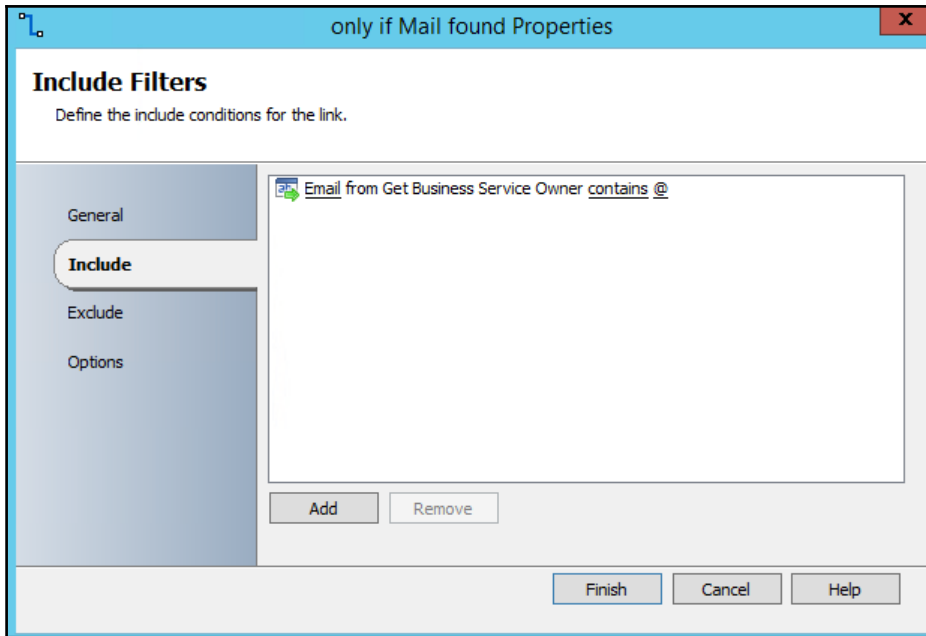 only if Mail found Properties
x
Include Filters
Define the include conditions for the link.
General
Include
Exclude
Options
Email from Get Business Service Owner contains @
Add
Remove
Finish
Cancel
Help